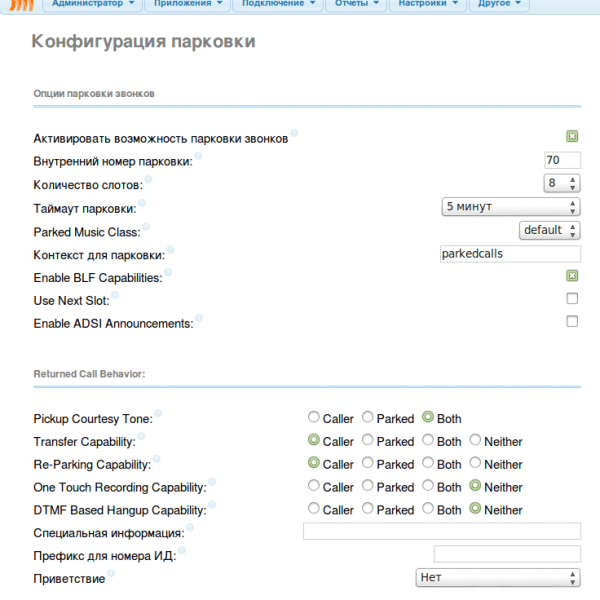 Администратор Приложения Подключение Отчеты Настройки Другое
Конфигурация парковки
Опции парковки звонков
Активировать возможность парковки звонков
Внутренний номер парковки: 70
Количество слотов: 8
Таймаут парковки: 5 минут
Parked Music Class: default
Контекст для парковки: parkedcalls
Enable BLF Capabilities:
Use Next Slot:
Enable ADSI Announcements:
Returned Call Behavior:
Pickup Courtesy Tone: Caller Parked Both
Transfer Capability: Caller Parked Both Neither
Re-Parking Capability: Caller Parked Both Neither
One Touch Recording Capability: Caller Parked Both Neither
DTMF Based Hangup Capability: Caller Parked Both Neither
Специальная информация:
Префикс для номера ИД:
Приветствие Нет